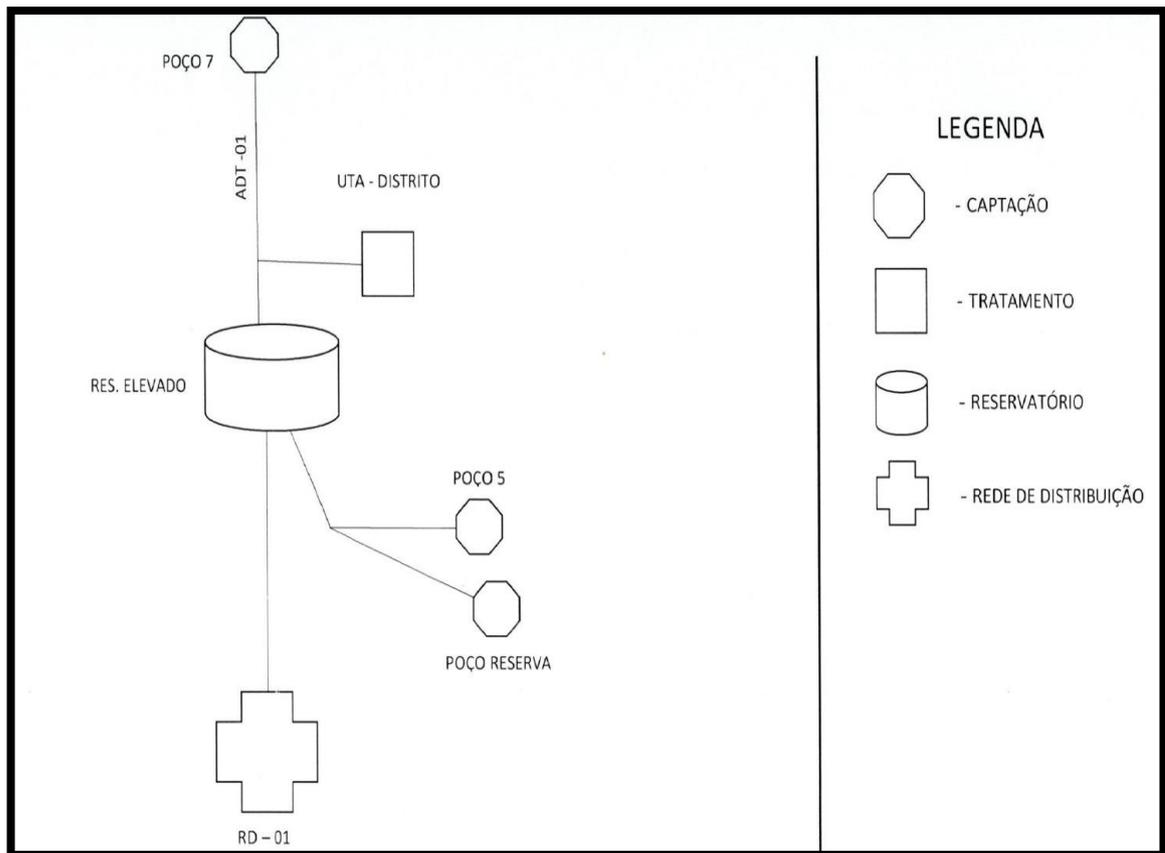 POÇO 7
ADT -01
UTA - DISTRITO
RES. ELEVADO
POÇO 5
POÇO RESERVA
RD – 01
LEGENDA
- CAPTAÇÃO
- TRATAMENTO
- RESERVATÓRIO
- REDE DE DISTRIBUIÇÃO